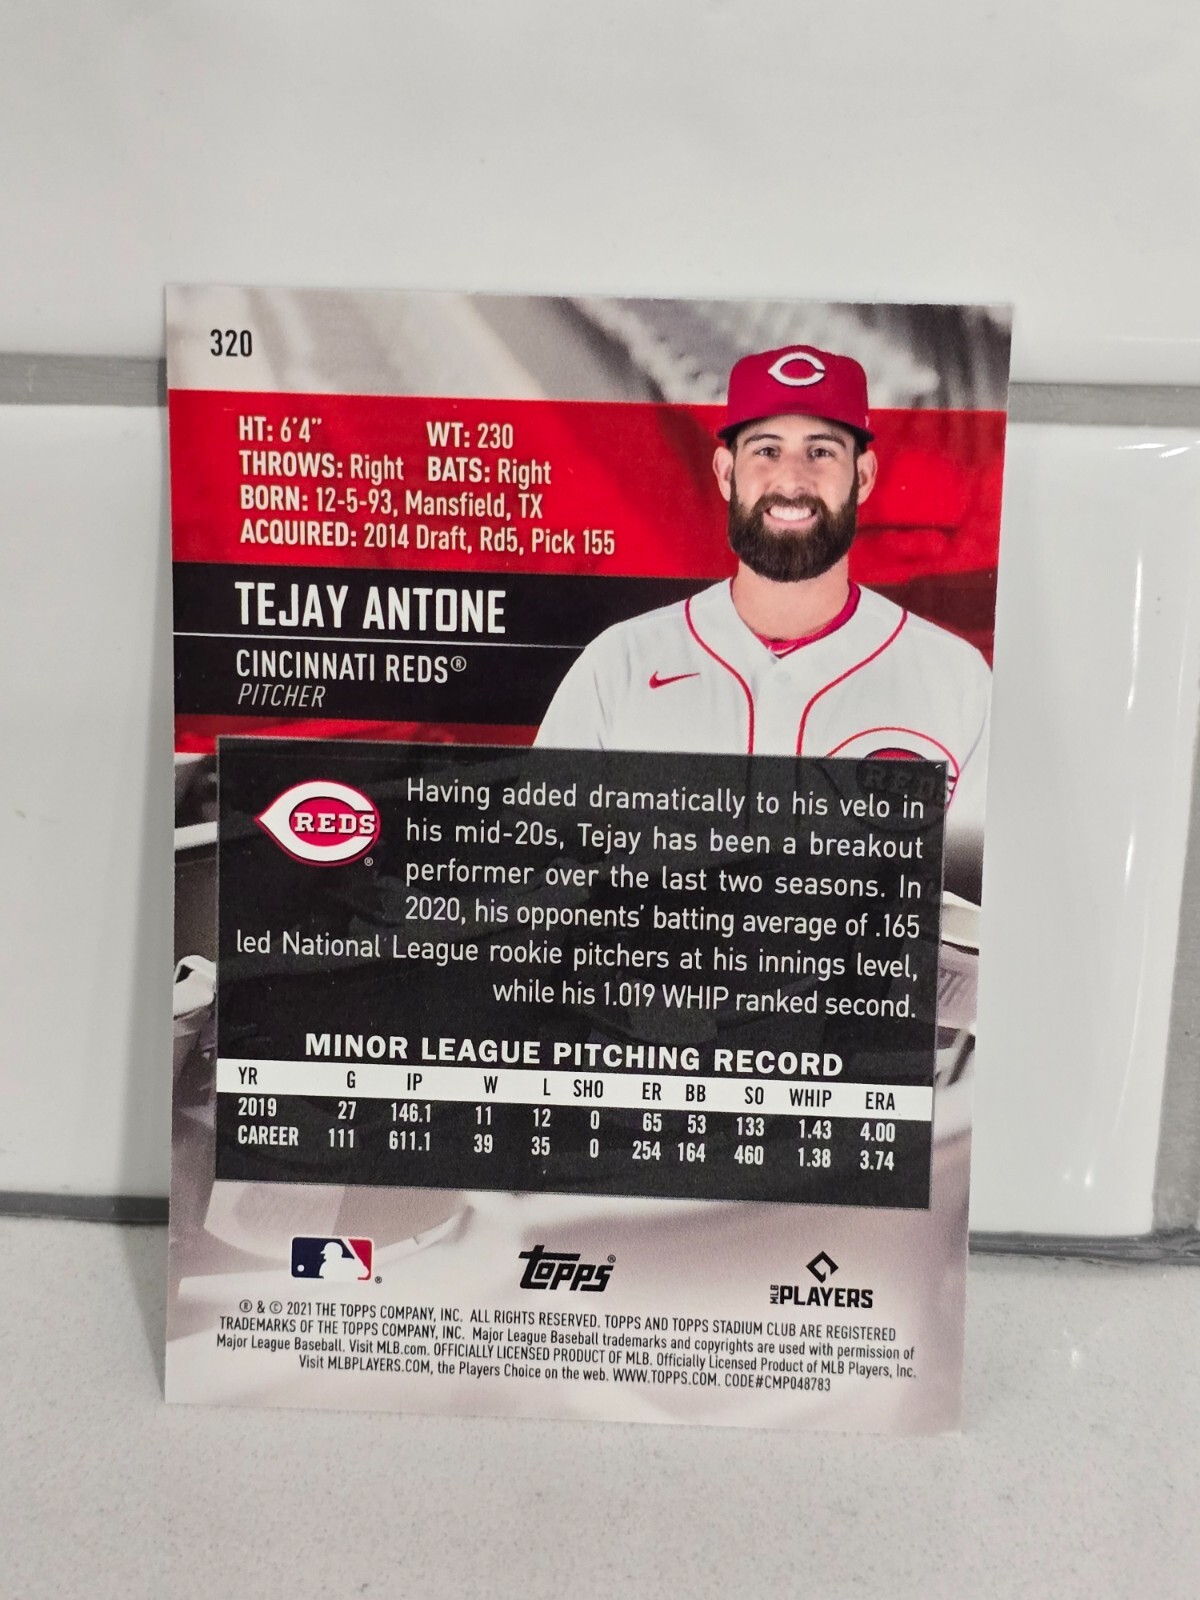 320
C
HT: 6'4" WT: 230
THROWS: Right BATS: Right
BORN: 12-5-93, Mansfield, TX
ACQUIRED: 2014 Draft, Rd5, Pick 155
TEJAY ANTONE
CINCINNATI REDS®
PITCHER
REDS
REDS ®
Having added dramatically to his velo in
his mid-20s, Tejay has been a breakout
performer over the last two seasons. In
2020, his opponents' batting average of .165
led National League rookie pitchers at his innings level,
while his 1.019 WHIP ranked second.
MINOR LEAGUE PITCHING RECORD
YR G IP W L SHO ER BB SO WHIP ERA
2019 27 146.1 11 12 0 65 53 133 1.43 4.00
CAREER 111 611.1 39 35 0 254 164 460 1.38 3.74
®
topps®
MLB PLAYERS
® & © 2021 THE TOPPS COMPANY, INC. ALL RIGHTS RESERVED. TOPPS AND TOPPS STADIUM CLUB ARE REGISTERED
TRADEMARKS OF THE TOPPS COMPANY, INC. Major League Baseball trademarks and copyrights are used with permission of
Major League Baseball. Visit MLB.com. OFFICIALLY LICENSED PRODUCT OF MLB. Officially Licensed Product of MLB Players, Inc.
Visit MLBPLAYERS.COM, the Players Choice on the web. WWW.TOPPS.COM. CODE#CMP048783